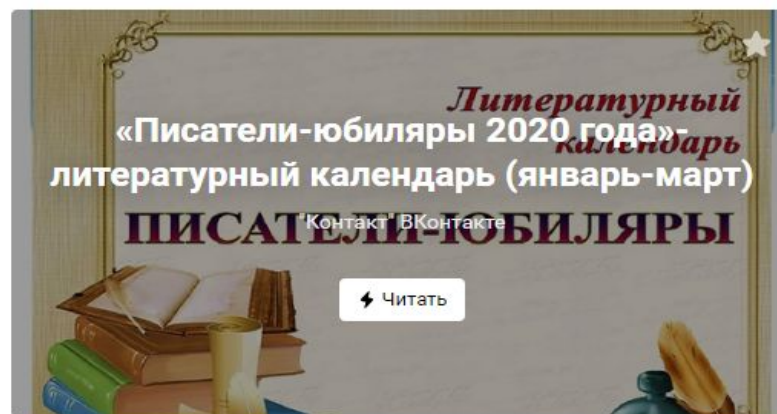 Литературный
«Писатели-юбиляры 2020 года»-
календарь
литературный календарь (январь-март)
"Контакт" ВКонтакте
ПИСАТЕЛИ-ЮБИЛЯРЫ
Читать